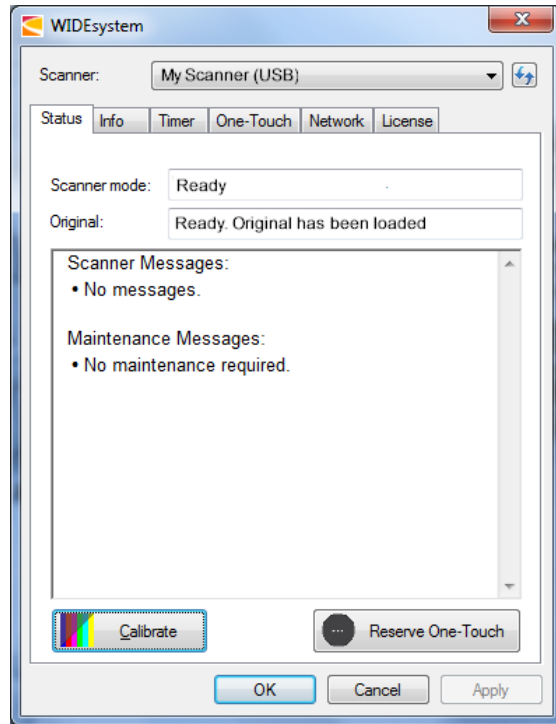 WIDEsystem
Scanner: My Scanner (USB)
Status Info Timer One-Touch Network License
Scanner mode: Ready
Original: Ready. Original has been loaded
Scanner Messages:
• No messages.
Maintenance Messages:
• No maintenance required.
Calibrate Reserve One-Touch
OK Cancel Apply